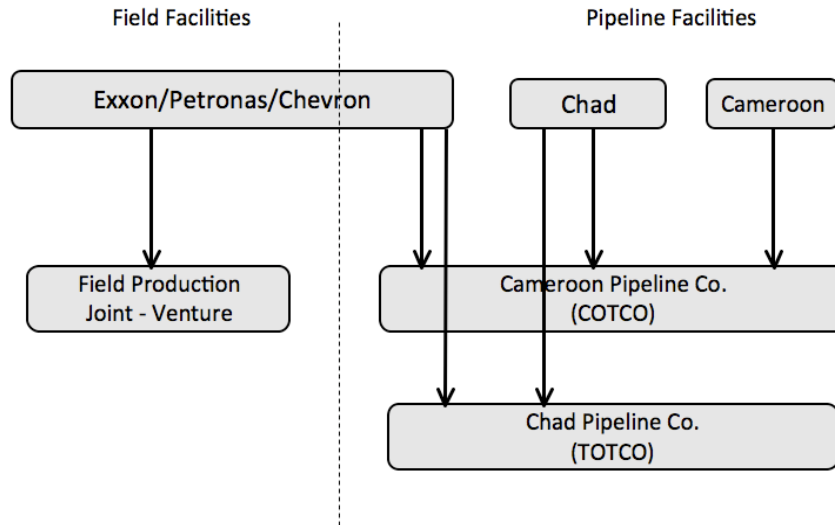 Field Facilities
Pipeline Facilities
Exxon/Petronas/Chevron
Chad
Cameroon
Field Production
Joint - Venture
Cameroon Pipeline Co.
(COTCO)
Chad Pipeline Co.
(TOTCO)